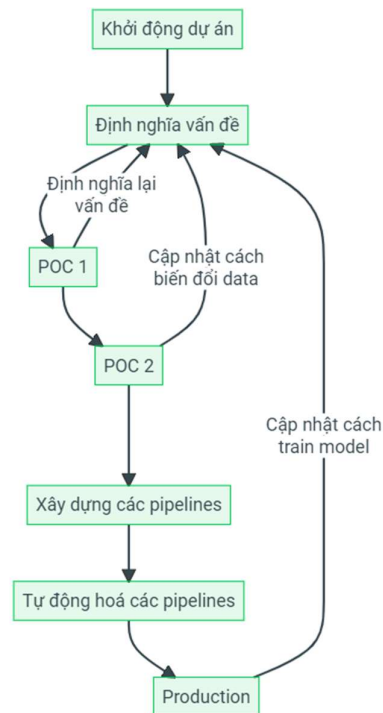 Khởi động dự án
Định nghĩa vấn đề
Định nghĩa lại
vấn đề
POC 1
Cập nhật cách
biến đổi data
POC 2
Cập nhật cách
train model
Xây dựng các pipelines
Tự động hoá các pipelines
Production